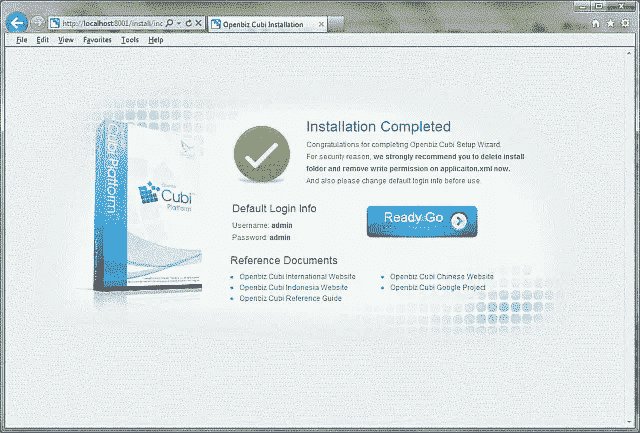 http://localhost:8001/install/ind
Openbiz Cubi Installation
File Edit View Favorites Tools Help
Installation Completed
Congratulations for completing Openbiz Cubi Setup Wizard.
For security reason, we strongly recommend you to delete install
folder and remove write permission on applicaiton.xml now.
And also please change default login info before use.
Cubi Platform
Cubi
Platform
Default Login Info
Username: admin
Password: admin
Ready Go
Reference Documents
Openbiz Cubi International Website
Openbiz Cubi Chinese Website
Openbiz Cubi Indonesia Website
Openbiz Cubi Google Project
Openbiz Cubi Reference Guide